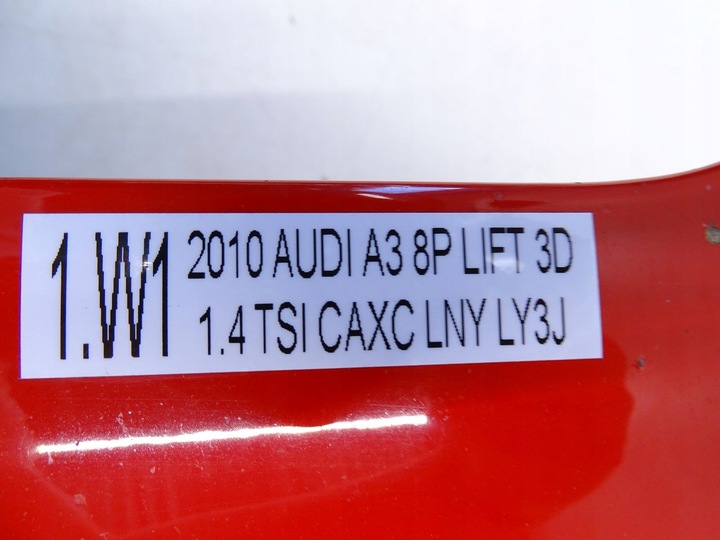 1.W1
2010 AUDI A3 8P LIFT 3D
1.4 TSI CAXC LNY LY3J